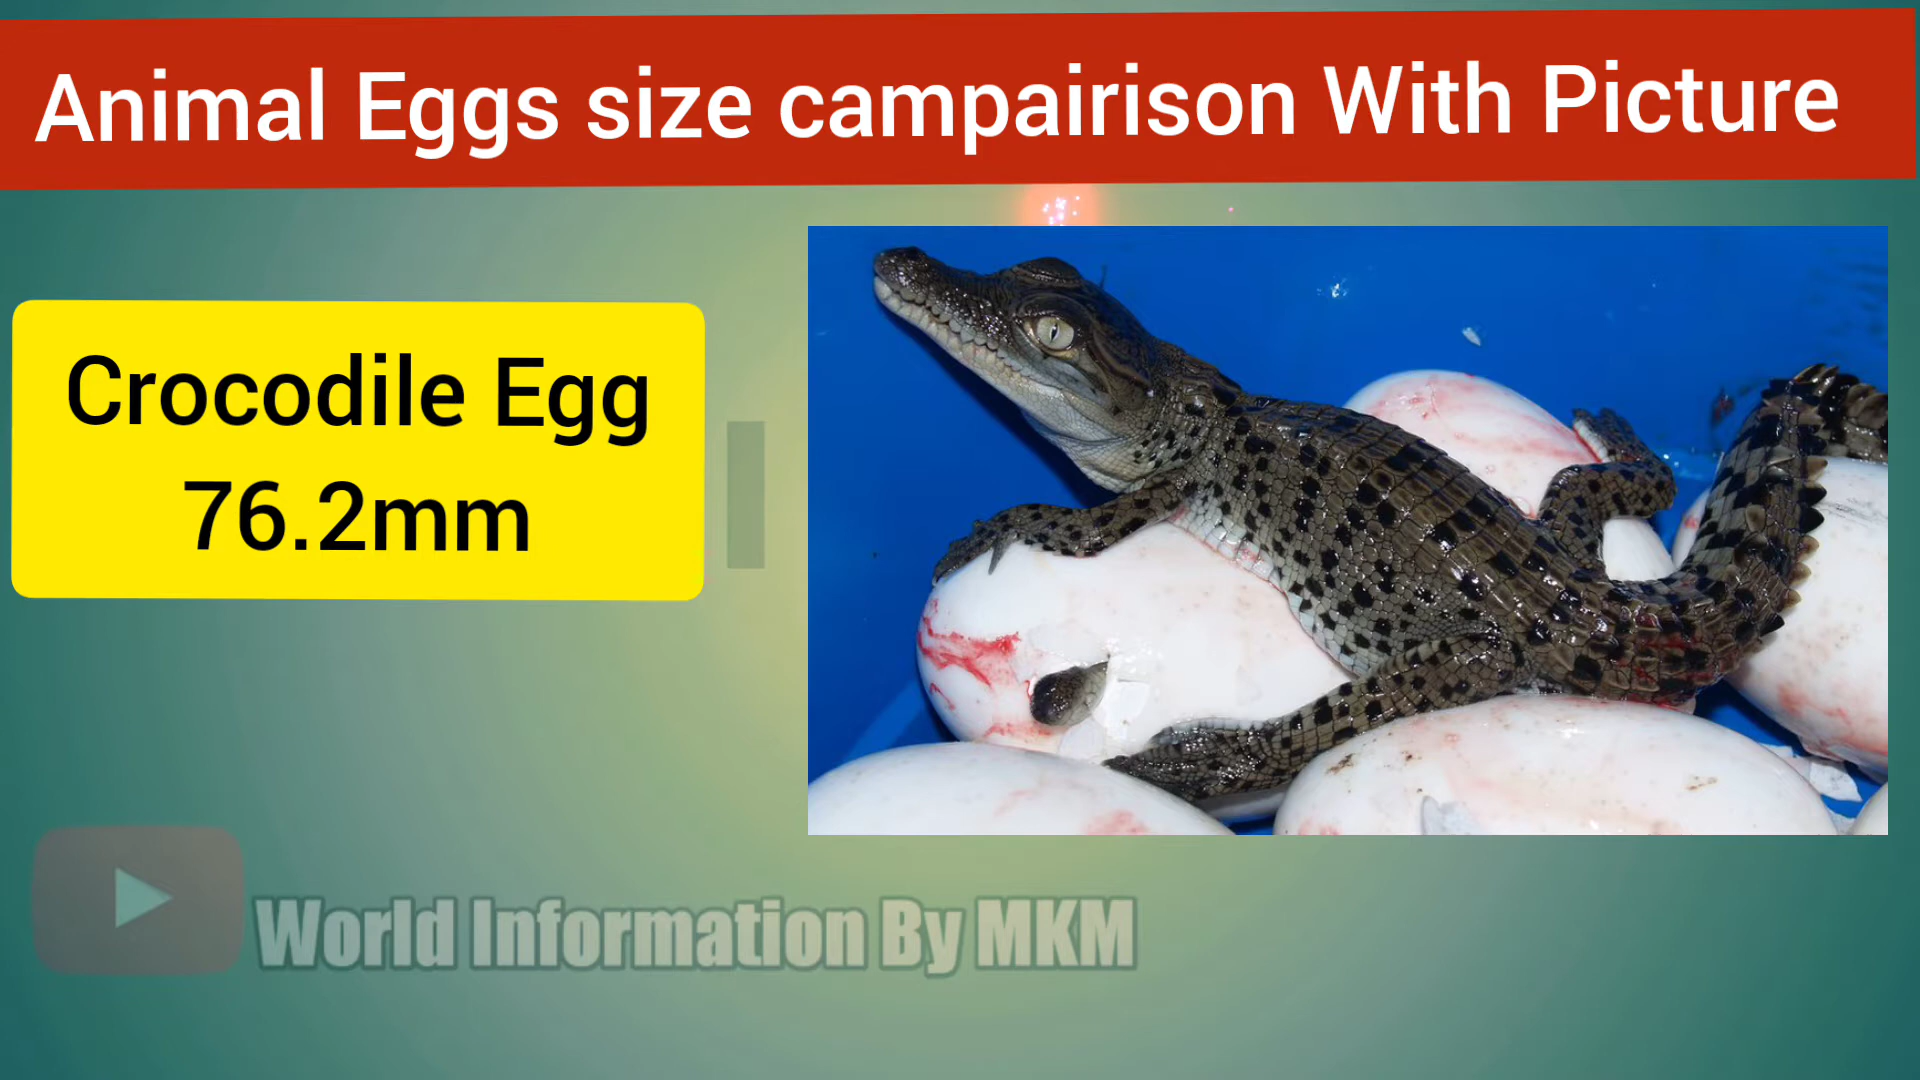 Animal Eggs size campairison With Picture
Crocodile Egg
76.2mm
World Information By MKM